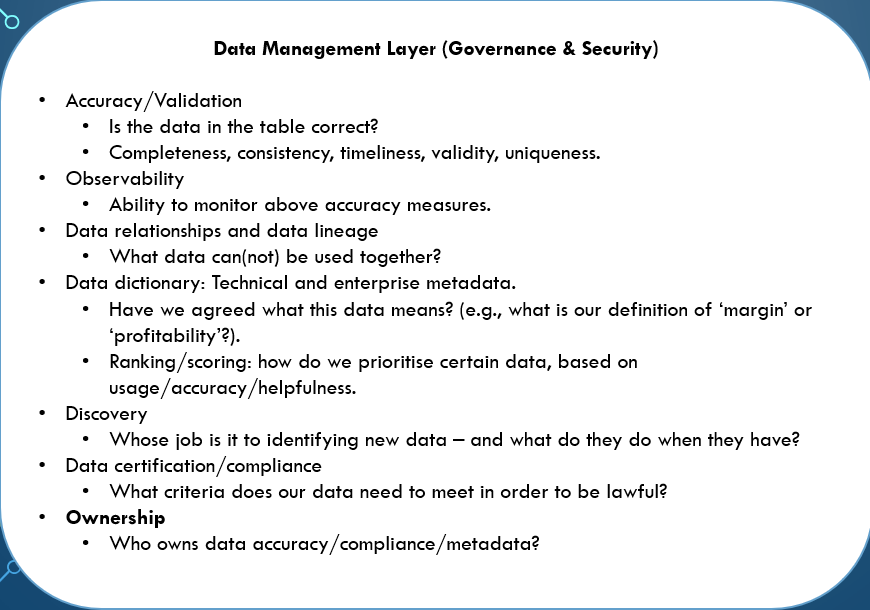 Data Management Layer (Governance & Security)
• Accuracy/Validation
• Is the data in the table correct?
• Completeness, consistency, timeliness, validity, uniqueness.
• Observability
• Ability to monitor above accuracy measures.
• Data relationships and data lineage
• What data can(not) be used together?
• Data dictionary: Technical and enterprise metadata.
• Have we agreed what this data means? (e.g., what is our definition of ‘margin’ or
‘profitability’?).
• Ranking/scoring: how do we prioritise certain data, based on
usage/accuracy/helpfulness.
• Discovery
• Whose job is it to identifying new data – and what do they do when they have?
• Data certification/compliance
• What criteria does our data need to meet in order to be lawful?
• Ownership
• Who owns data accuracy/compliance/metadata?